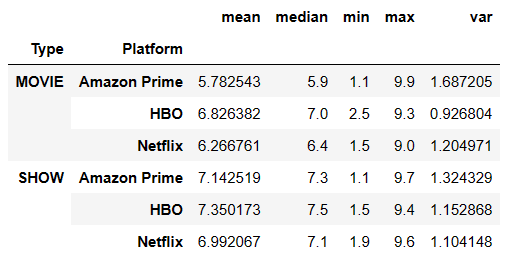 mean median min max var
Type Platform
MOVIE Amazon Prime 5.782543 5.9 1.1 9.9 1.687205
HBO 6.826382 7.0 2.5 9.3 0.926804
Netflix 6.266761 6.4 1.5 9.0 1.204971
SHOW Amazon Prime 7.142519 7.3 1.1 9.7 1.324329
HBO 7.350173 7.5 1.5 9.4 1.152868
Netflix 6.992067 7.1 1.9 9.6 1.104148